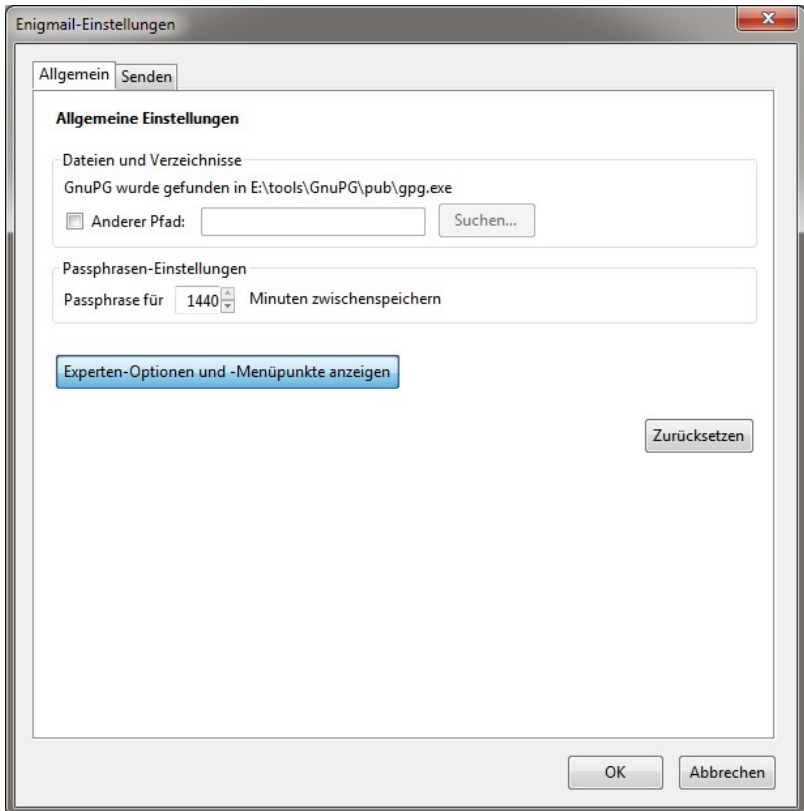 Enigmail-Einstellungen
Allgemein Senden
Allgemeine Einstellungen
Dateien und Verzeichnisse
GnuPG wurde gefunden in E:\tools\GnuPG\pub\gpg.exe
Anderer Pfad: Suchen...
Passphrasen-Einstellungen
Passphrase für 1440 Minuten zwischenspeichern
Experten-Optionen und -Menüpunkte anzeigen
Zurücksetzen
OK Abbrechen